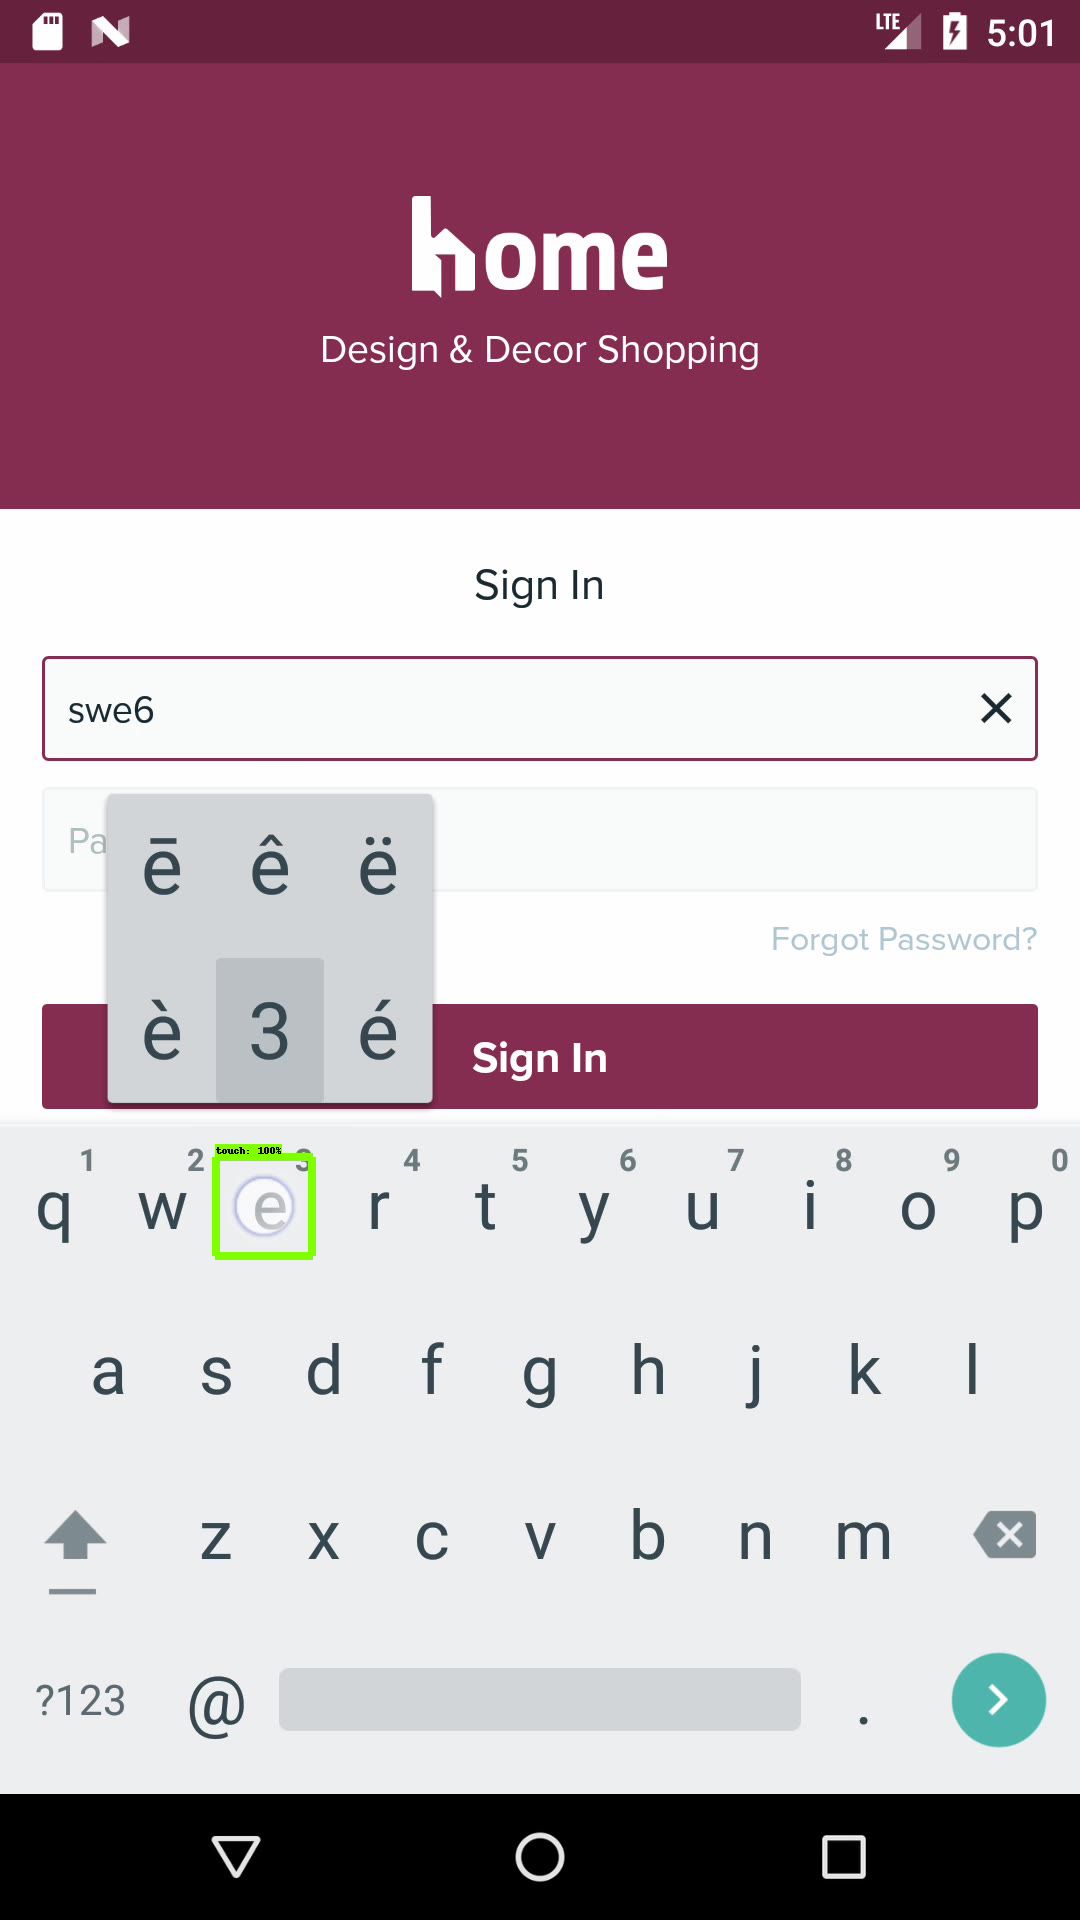 LTE 5:01
home
Design & Decor Shopping
Sign In
swe6
Pa
ē ê ë
Forgot Password?
è 3 é
Sign In
touch: 100%
1 2 3 4 5 6 7 8 9 0
q w e r t y u i o p
a s d f g h j k l
z x c v b n m
?123 @ .